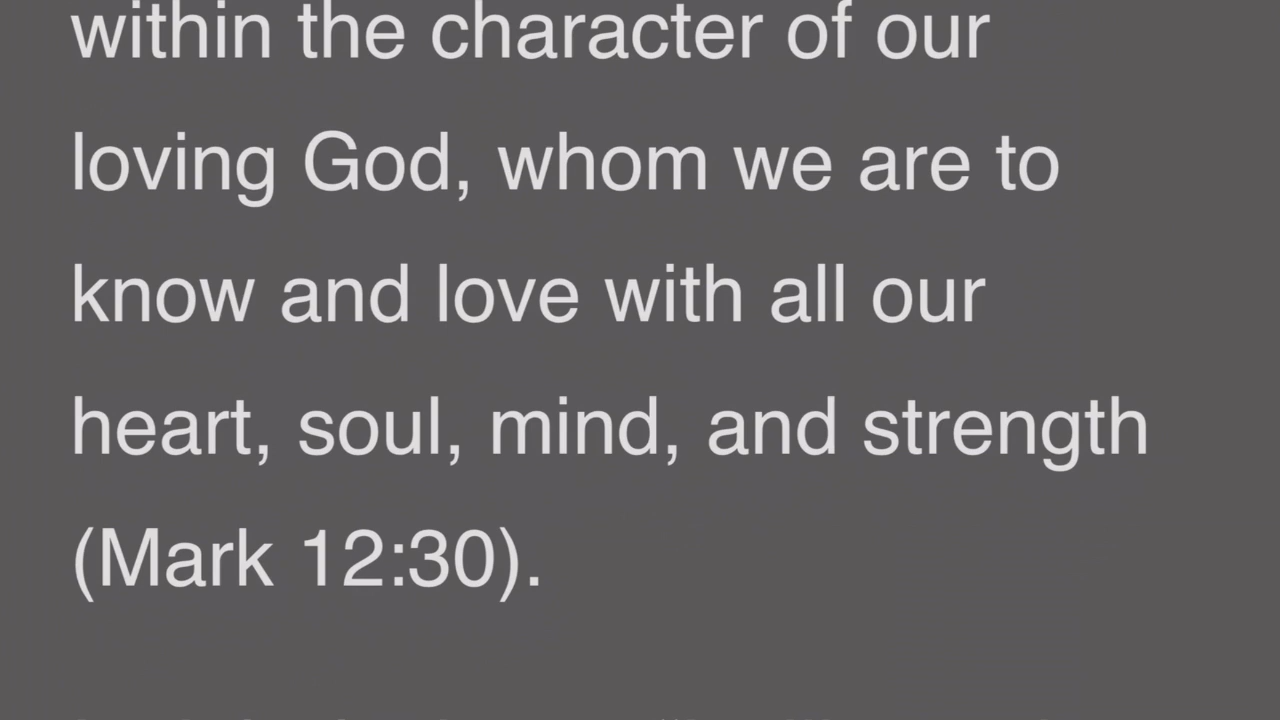 within the character of our
loving God, whom we are to
know and love with all our
heart, soul, mind, and strength
(Mark 12:30).